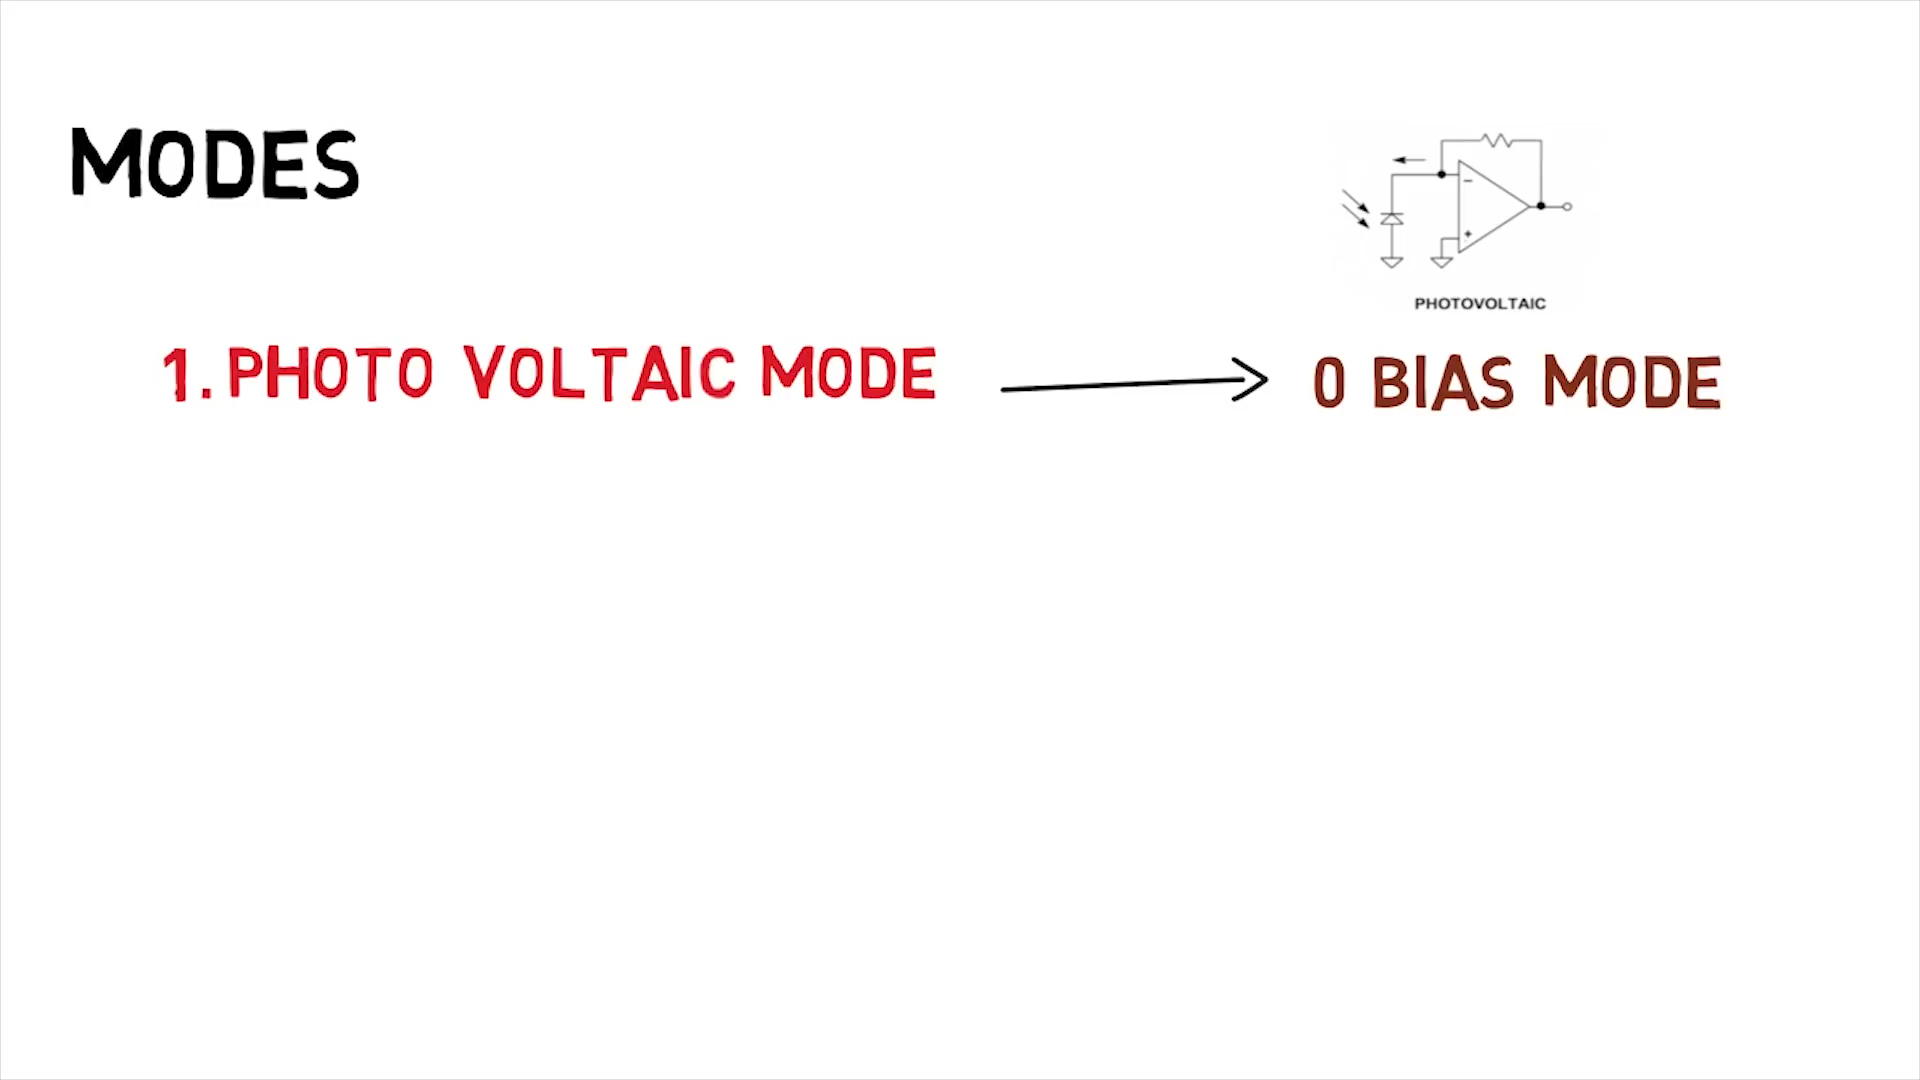 MODES
PHOTOVOLTAIC
1. PHOTO VOLTAIC MODE
0 BIAS MODE